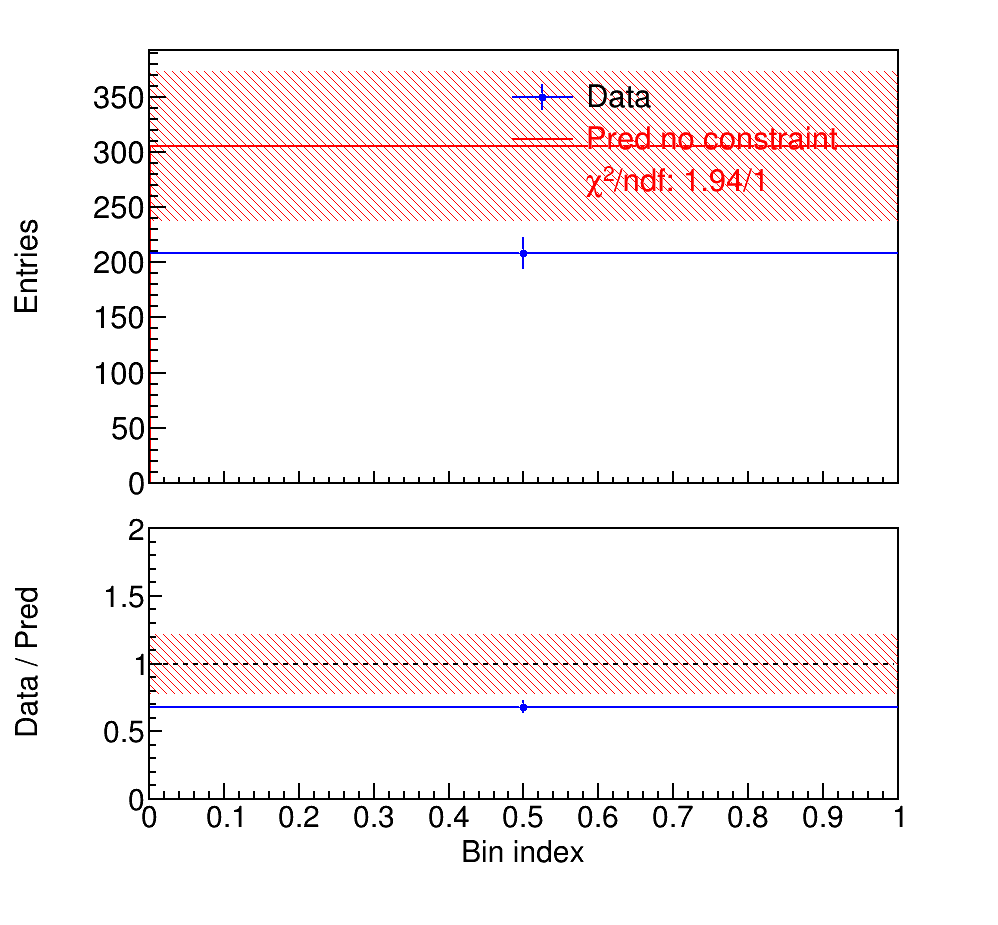 Entries
350
300
250
200
150
100
50
0
Data
Pred no constraint
χ²/ndf: 1.94/1
Data / Pred
2
1.5
1
0.5
0
0 0.1 0.2 0.3 0.4 0.5 0.6 0.7 0.8 0.9 1
Bin index